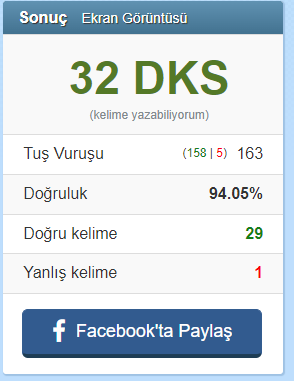 Sonuç Ekran Görüntüsü
32 DKS
(kelime yazabiliyorum)
Tuş Vuruşu (158 | 5) 163
Doğruluk 94.05%
Doğru kelime 29
Yanlış kelime 1
Facebook'ta Paylaş